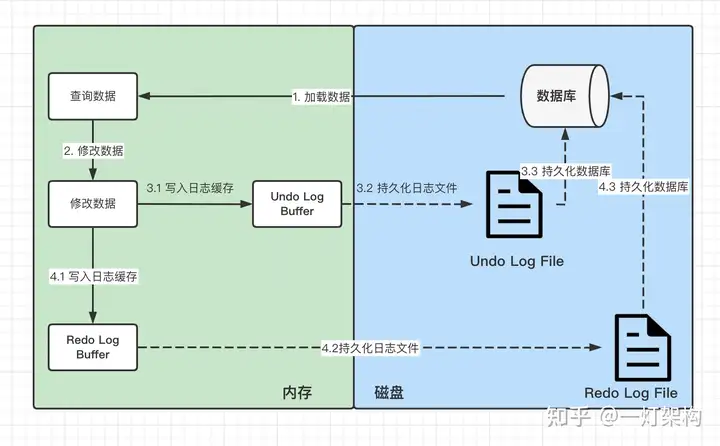 查询数据
1. 加载数据
数据库
2. 修改数据
3.3 持久化数据库
修改数据
3.1 写入日志缓存
Undo Log
Buffer
3.2 持久化日志文件
4.3 持久化数据库
Undo Log File
4.1 写入日志缓存
Redo Log
Buffer
4.2持久化日志文件
Redo Log File
内存
磁盘
知乎 @一灯架构